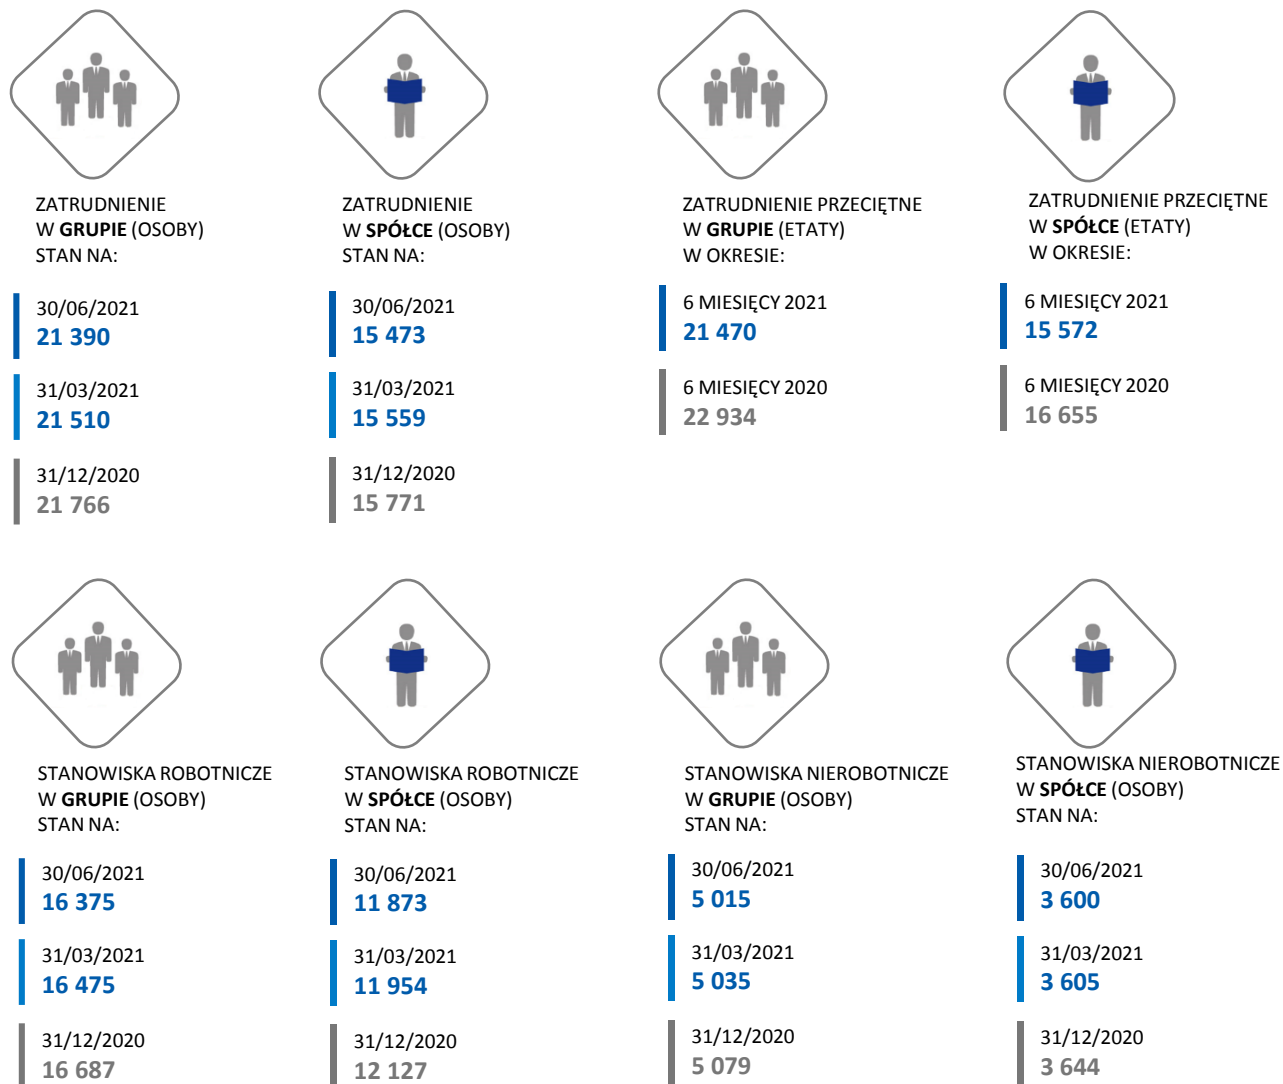 ZATRUDNIENIE
W GRUPIE (OSOBY)
STAN NA:
30/06/2021
21 390
31/03/2021
21 510
31/12/2020
21 766
ZATRUDNIENIE
W SPÓŁCE (OSOBY)
STAN NA:
30/06/2021
15 473
31/03/2021
15 559
31/12/2020
15 771
ZATRUDNIENIE PRZECIĘTNE
W GRUPIE (ETATY)
W OKRESIE:
6 MIESIĘCY 2021
21 470
6 MIESIĘCY 2020
22 934
ZATRUDNIENIE PRZECIĘTNE
W SPÓŁCE (ETATY)
W OKRESIE:
6 MIESIĘCY 2021
15 572
6 MIESIĘCY 2020
16 655
STANOWISKA ROBOTNICZE
W GRUPIE (OSOBY)
STAN NA:
30/06/2021
16 375
31/03/2021
16 475
31/12/2020
16 687
STANOWISKA ROBOTNICZE
W SPÓŁCE (OSOBY)
STAN NA:
30/06/2021
11 873
31/03/2021
11 954
31/12/2020
12 127
STANOWISKA NIEROBOTNICZE
W GRUPIE (OSOBY)
STAN NA:
30/06/2021
5 015
31/03/2021
5 035
31/12/2020
5 079
STANOWISKA NIEROBOTNICZE
W SPÓŁCE (OSOBY)
STAN NA:
30/06/2021
3 600
31/03/2021
3 605
31/12/2020
3 644